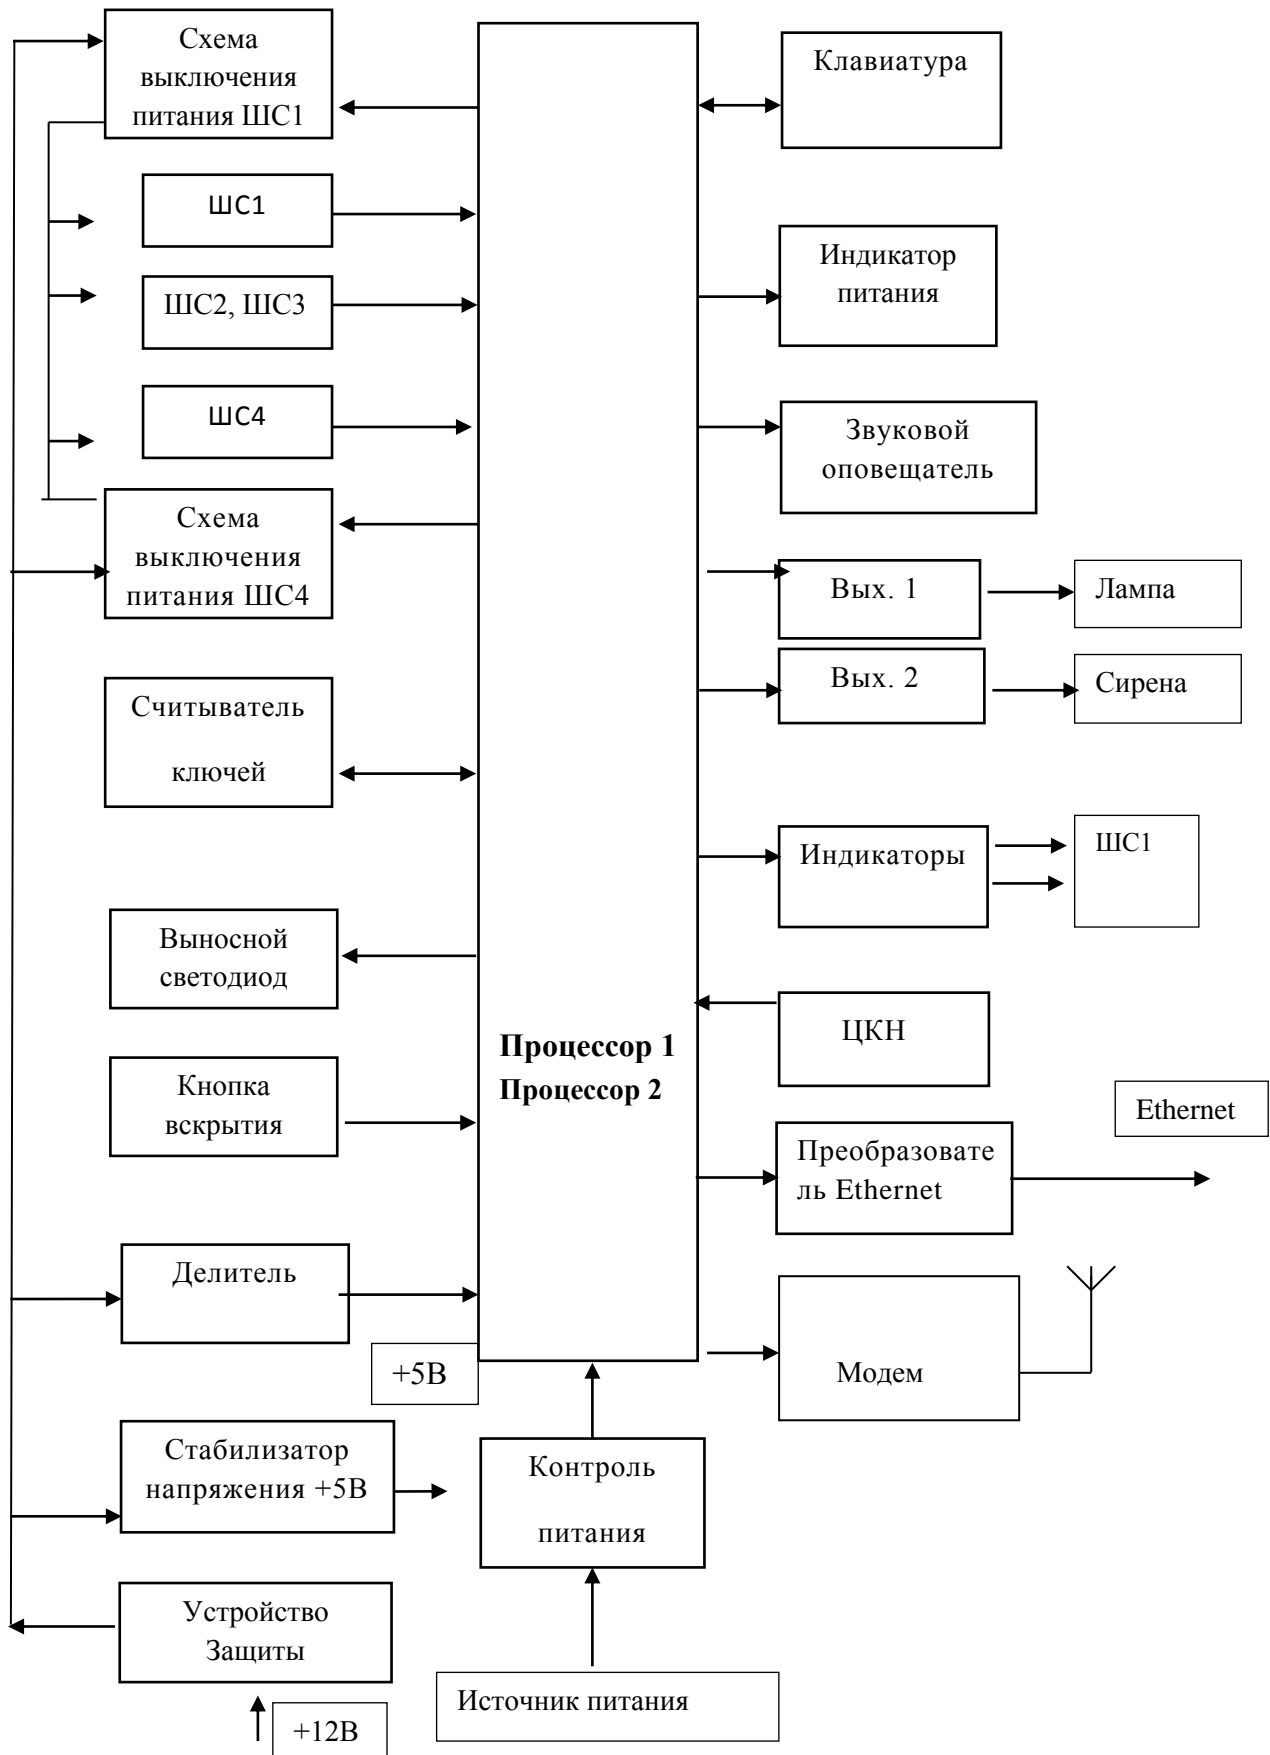 Схема
выключения
питания ШС1
Клавиатура
ШС1
ШС2, ШС3
Индикатор
питания
ШС4
Звуковой
оповещатель
Схема
выключения
питания ШС4
Вых. 1
Лампа
Вых. 2
Сирена
Считыватель
ключей
Индикаторы
ШС1
Выносной
светодиод
ЦКН
Процессор 1
Процессор 2
Кнопка
вскрытия
Ethernet
Преобразовате
ль Ethernet
Делитель
+5В
Модем
Стабилизатор
напряжения +5В
Контроль
питания
Устройство
Защиты
Источник питания
+12В